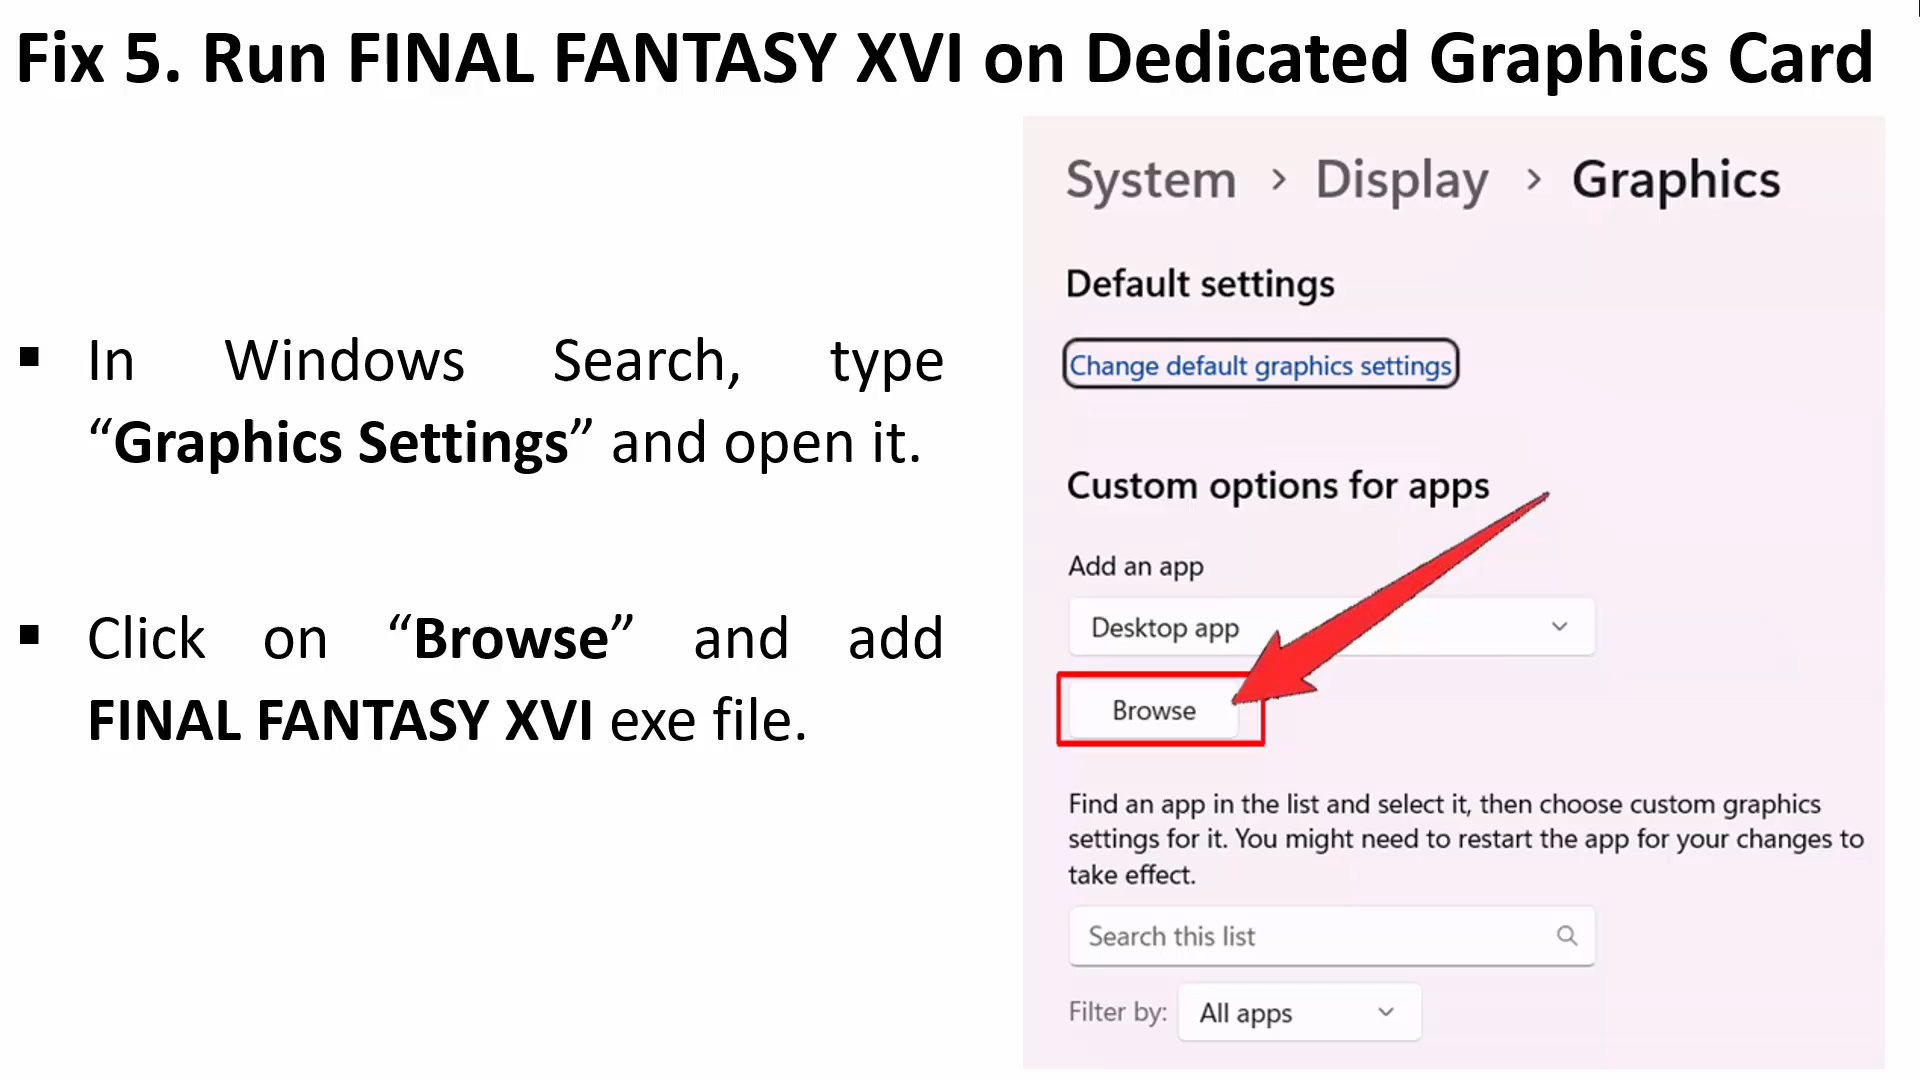 Fix 5. Run FINAL FANTASY XVI on Dedicated Graphics Card
▪ In Windows Search, type
“Graphics Settings” and open it.
▪ Click on “Browse” and add
FINAL FANTASY XVI exe file.
System > Display > Graphics
Default settings
Change default graphics settings
Custom options for apps
Add an app
Desktop app
Browse
Find an app in the list and select it, then choose custom graphics
settings for it. You might need to restart the app for your changes to
take effect.
Search this list
Filter by: All apps